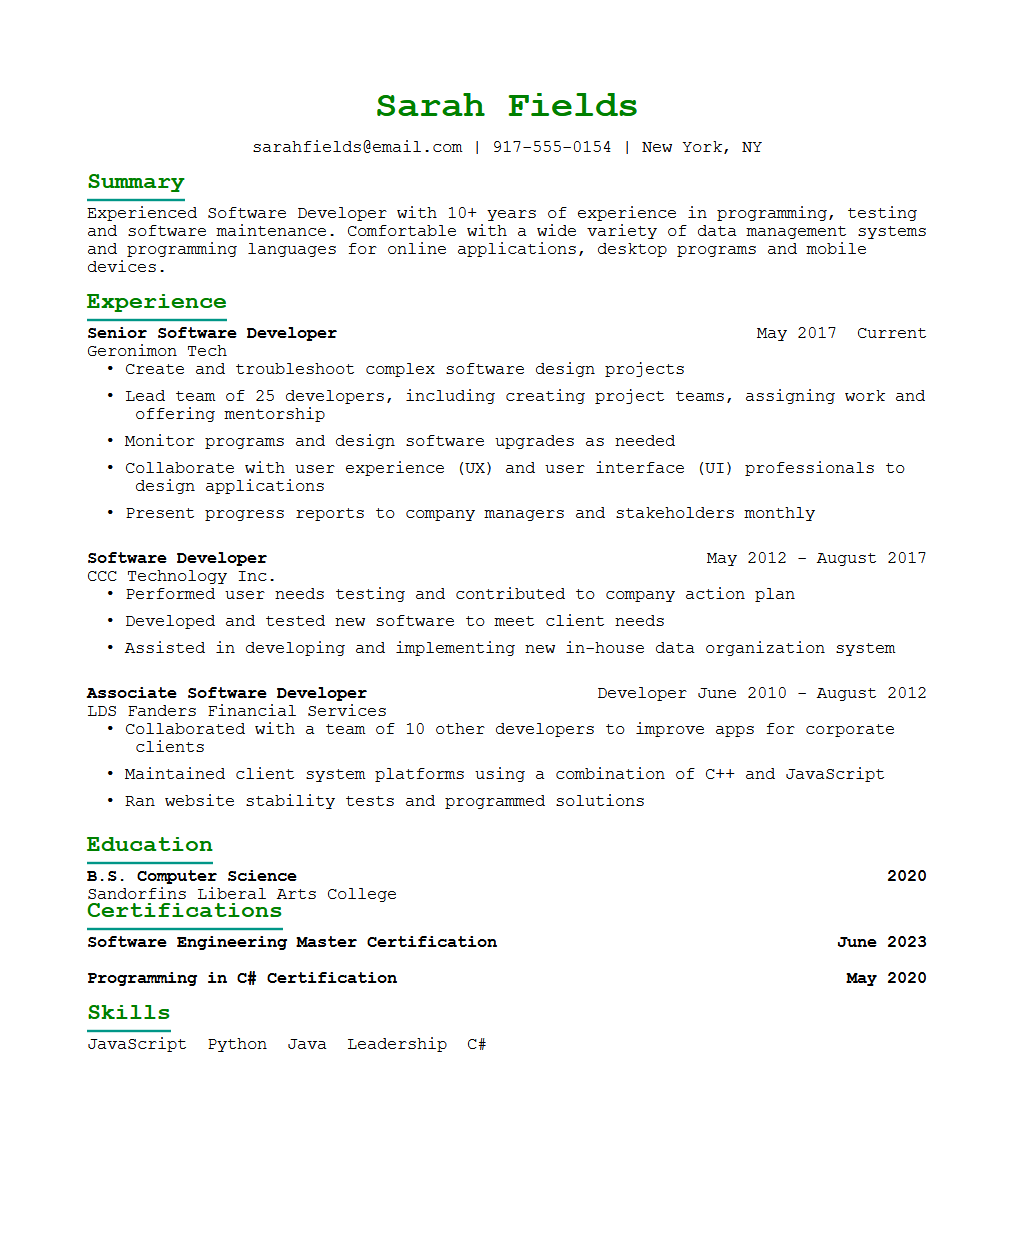 Sarah Fields
sarahfields@email.com | 917-555-0154 | New York, NY
Summary
Experienced Software Developer with 10+ years of experience in programming, testing
and software maintenance. Comfortable with a wide variety of data management systems
and programming languages for online applications, desktop programs and mobile
devices.
Experience
Senior Software Developer May 2017 Current
Geronimon Tech
• Create and troubleshoot complex software design projects
• Lead team of 25 developers, including creating project teams, assigning work and
offering mentorship
• Monitor programs and design software upgrades as needed
• Collaborate with user experience (UX) and user interface (UI) professionals to
design applications
• Present progress reports to company managers and stakeholders monthly
Software Developer May 2012 – August 2017
CCC Technology Inc.
• Performed user needs testing and contributed to company action plan
• Developed and tested new software to meet client needs
• Assisted in developing and implementing new in-house data organization system
Associate Software Developer Developer June 2010 – August 2012
LDS Fanders Financial Services
• Collaborated with a team of 10 other developers to improve apps for corporate
clients
• Maintained client system platforms using a combination of C++ and JavaScript
• Ran website stability tests and programmed solutions
Education
B.S. Computer Science 2020
Sandorfins Liberal Arts College
Certifications
Software Engineering Master Certification June 2023
Programming in C# Certification May 2020
Skills
JavaScript Python Java Leadership C#